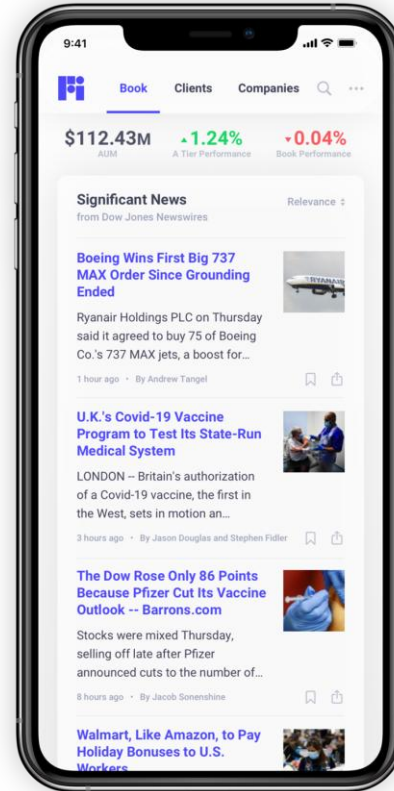 9:41
Book Clients Companies
$112.43M ▴1.24% ▾0.04%
AUM A Tier Performance Book Performance
Significant News Relevance
from Dow Jones Newswires
Boeing Wins First Big 737
MAX Order Since Grounding
Ended
Ryanair Holdings PLC on Thursday
said it agreed to buy 75 of Boeing
Co.'s 737 MAX jets, a boost for...
1 hour ago • By Andrew Tangel
RYANAIR
U.K.'s Covid-19 Vaccine
Program to Test Its State-Run
Medical System
LONDON -- Britain's authorization
of a Covid-19 vaccine, the first in
the West, sets in motion an...
3 hours ago • By Jason Douglas and Stephen Fidler
The Dow Rose Only 86 Points
Because Pfizer Cut Its Vaccine
Outlook -- Barrons.com
Stocks were mixed Thursday,
selling off late after Pfizer
announced cuts to the number of...
8 hours ago • By Jacob Sonenshine
Walmart, Like Amazon, to Pay
Holiday Bonuses to U.S.
Workers